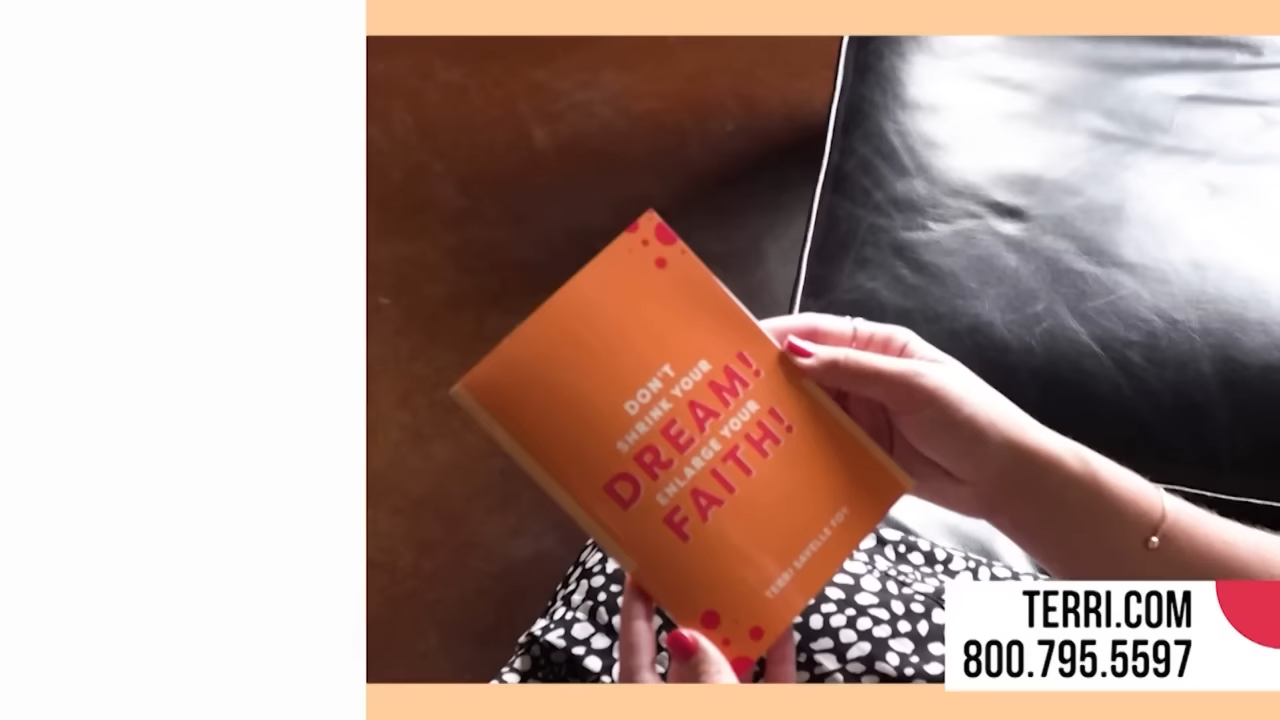 DON'T
SHRINK YOUR
DREAM!
ENLARGE YOUR
FAITH!
TERRI SAVELLE FOY
TERRI.COM
800.795.5597